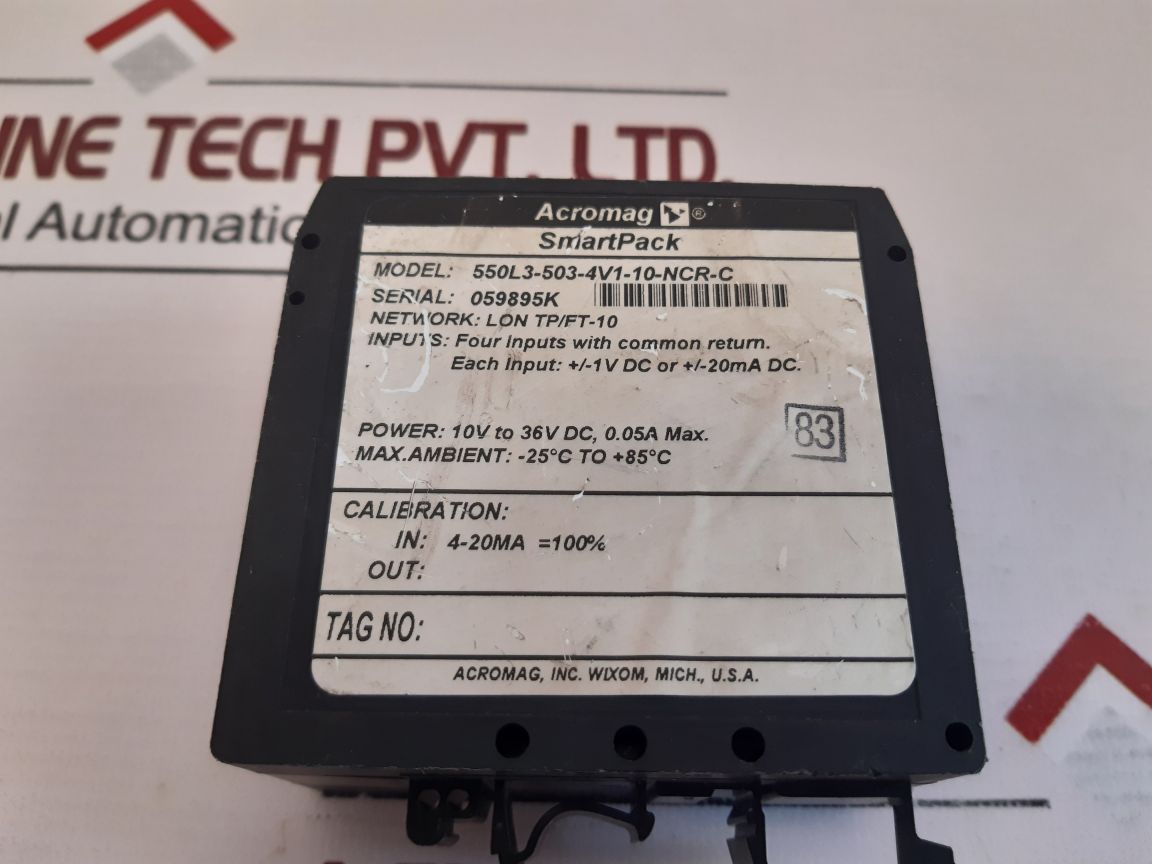 INE TECH PVT. LTD.
l Automatic
Acromag ®
SmartPack
MODEL: 550L3-503-4V1-10-NCR-C
SERIAL: 059895K
NETWORK: LON TP/FT-10
INPUTS: Four Inputs with common return.
Each Input: +/-1V DC or +/-20mA DC.
83
POWER: 10V to 36V DC, 0.05A Max.
MAX.AMBIENT: -25°C TO +85°C
CALIBRATION:
IN: 4-20MA =100%
OUT:
TAG NO:
ACROMAG, INC. WIXOM, MICH., U.S.A.